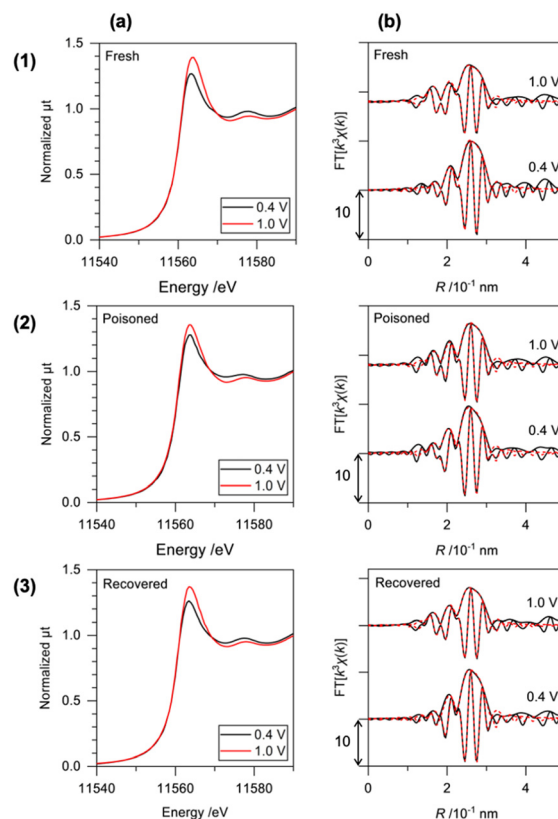 (a)
(b)
(1)
Fresh
Normalized μt
1.5
1.0
0.5
0.0
0.4 V
1.0 V
11540
11560
11580
Energy /eV
Fresh
1.0 V
0.4 V
FT[k³χ(k)]
10
0
2
4
R /10⁻¹ nm
(2)
Poisoned
Normalized μt
1.5
1.0
0.5
0.0
0.4 V
1.0 V
11540
11560
11580
Energy /eV
Poisoned
1.0 V
0.4 V
FT[k³χ(k)]
10
0
2
4
R /10⁻¹ nm
(3)
Recovered
Normalized μt
1.5
1.0
0.5
0.0
0.4 V
1.0 V
11540
11560
11580
Energy /eV
Recovered
1.0 V
0.4 V
FT[k³χ(k)]
10
0
2
4
R /10⁻¹ nm